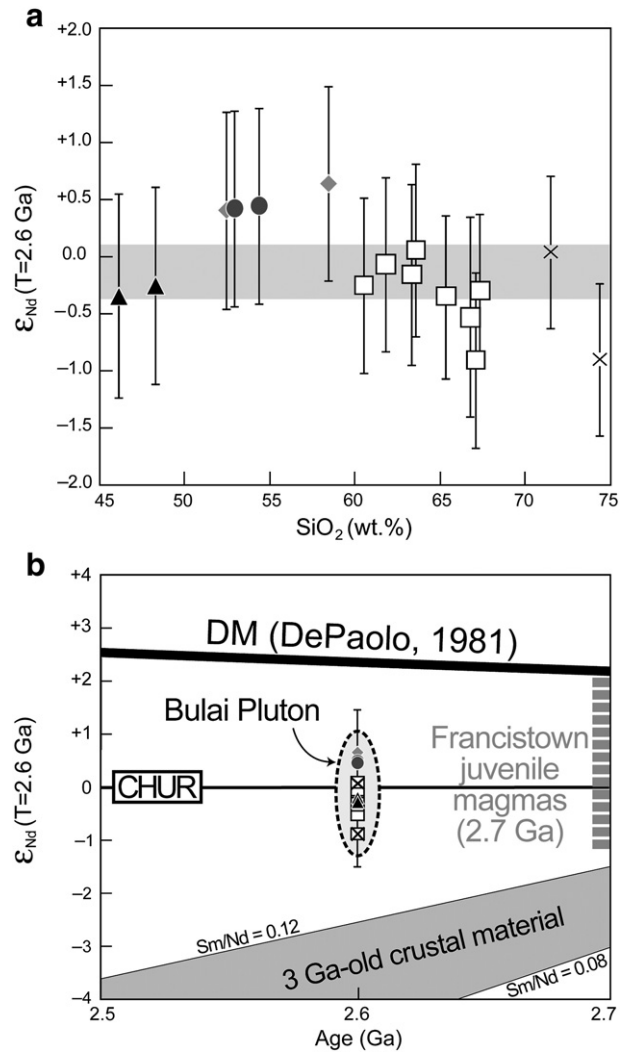 a
+2.0
+1.5
+1.0
+0.5
0.0
−0.5
−1.0
−1.5
−2.0
εNd (T=2.6 Ga)
45 50 55 60 65 70 75
SiO2 (wt.%)
b
+4
+3
+2
+1
0
−1
−2
−3
−4
εNd (T=2.6 Ga)
DM (DePaolo, 1981)
Bulai Pluton
Francistown
juvenile
magmas
(2.7 Ga)
CHUR
Sm/Nd = 0.12
3 Ga-old crustal material
Sm/Nd = 0.08
2.5 2.6 2.7
Age (Ga)